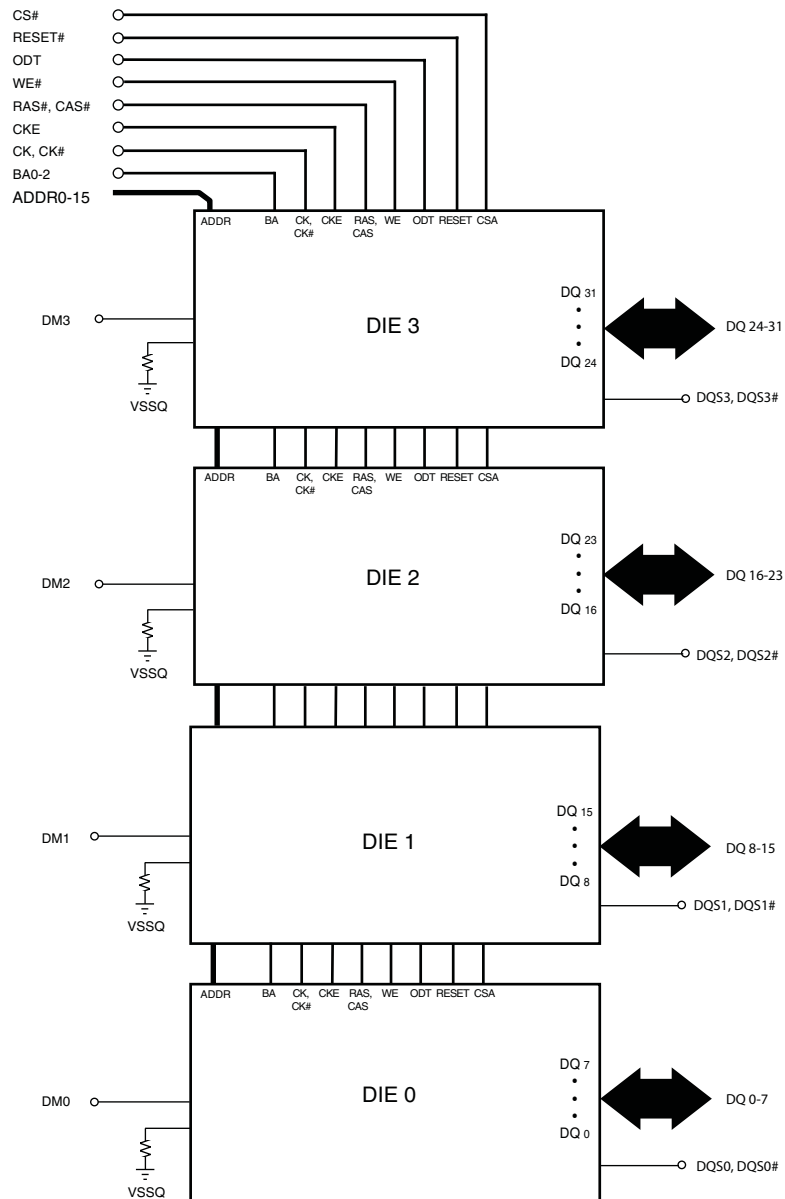 CS#
RESET#
ODT
WE#
RAS#, CAS#
CKE
CK, CK#
BA0-2
ADDR0-15
ADDR BA CK, CK# CKE RAS, CAS WE ODT RESET CSA
DM3
VSSQ
DIE 3
DQ 31
DQ 24
DQ 24-31
DQS3, DQS3#
ADDR BA CK, CK# CKE RAS, CAS WE ODT RESET CSA
DM2
VSSQ
DIE 2
DQ 23
DQ 16
DQ 16-23
DQS2, DQS2#
DM1
VSSQ
DIE 1
DQ 15
DQ 8
DQ 8-15
DQS1, DQS1#
ADDR BA CK, CK# CKE RAS, CAS WE ODT RESET CSA
DM0
VSSQ
DIE 0
DQ 7
DQ 0
DQ 0-7
DQS0, DQS0#